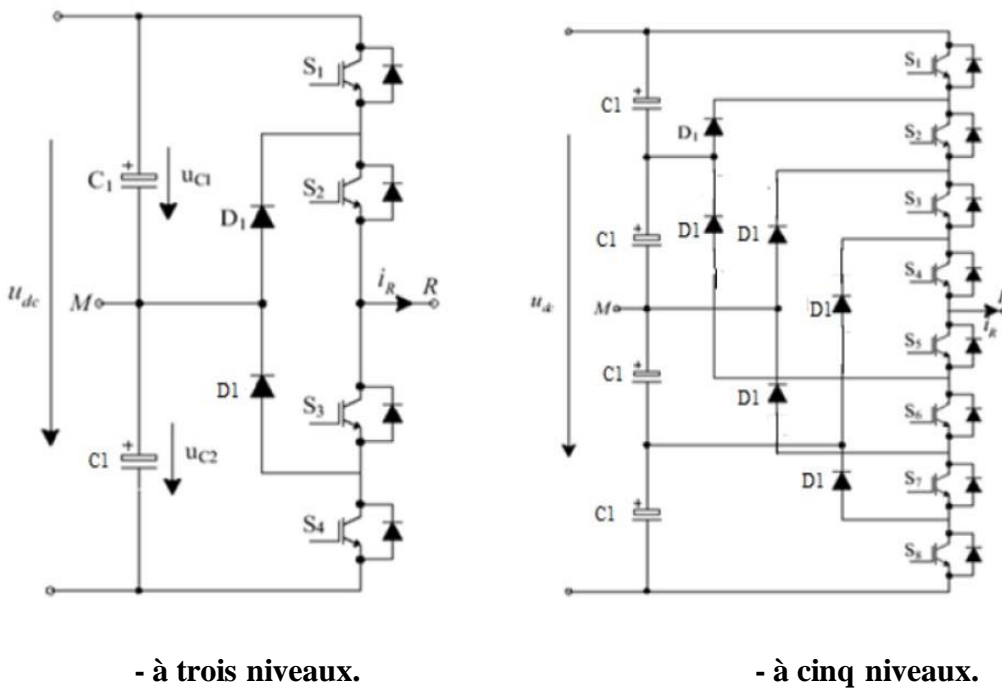 S1
C1
uC1
S2
D1
udc
M
iR
R
D1
S3
C1
uC2
S4
- à trois niveaux.
S1
C1
D1
S2
S3
C1
D1
D1
S4
udc
M
D1
iR
S5
C1
D1
S6
D1
S7
C1
S8
- à cinq niveaux.